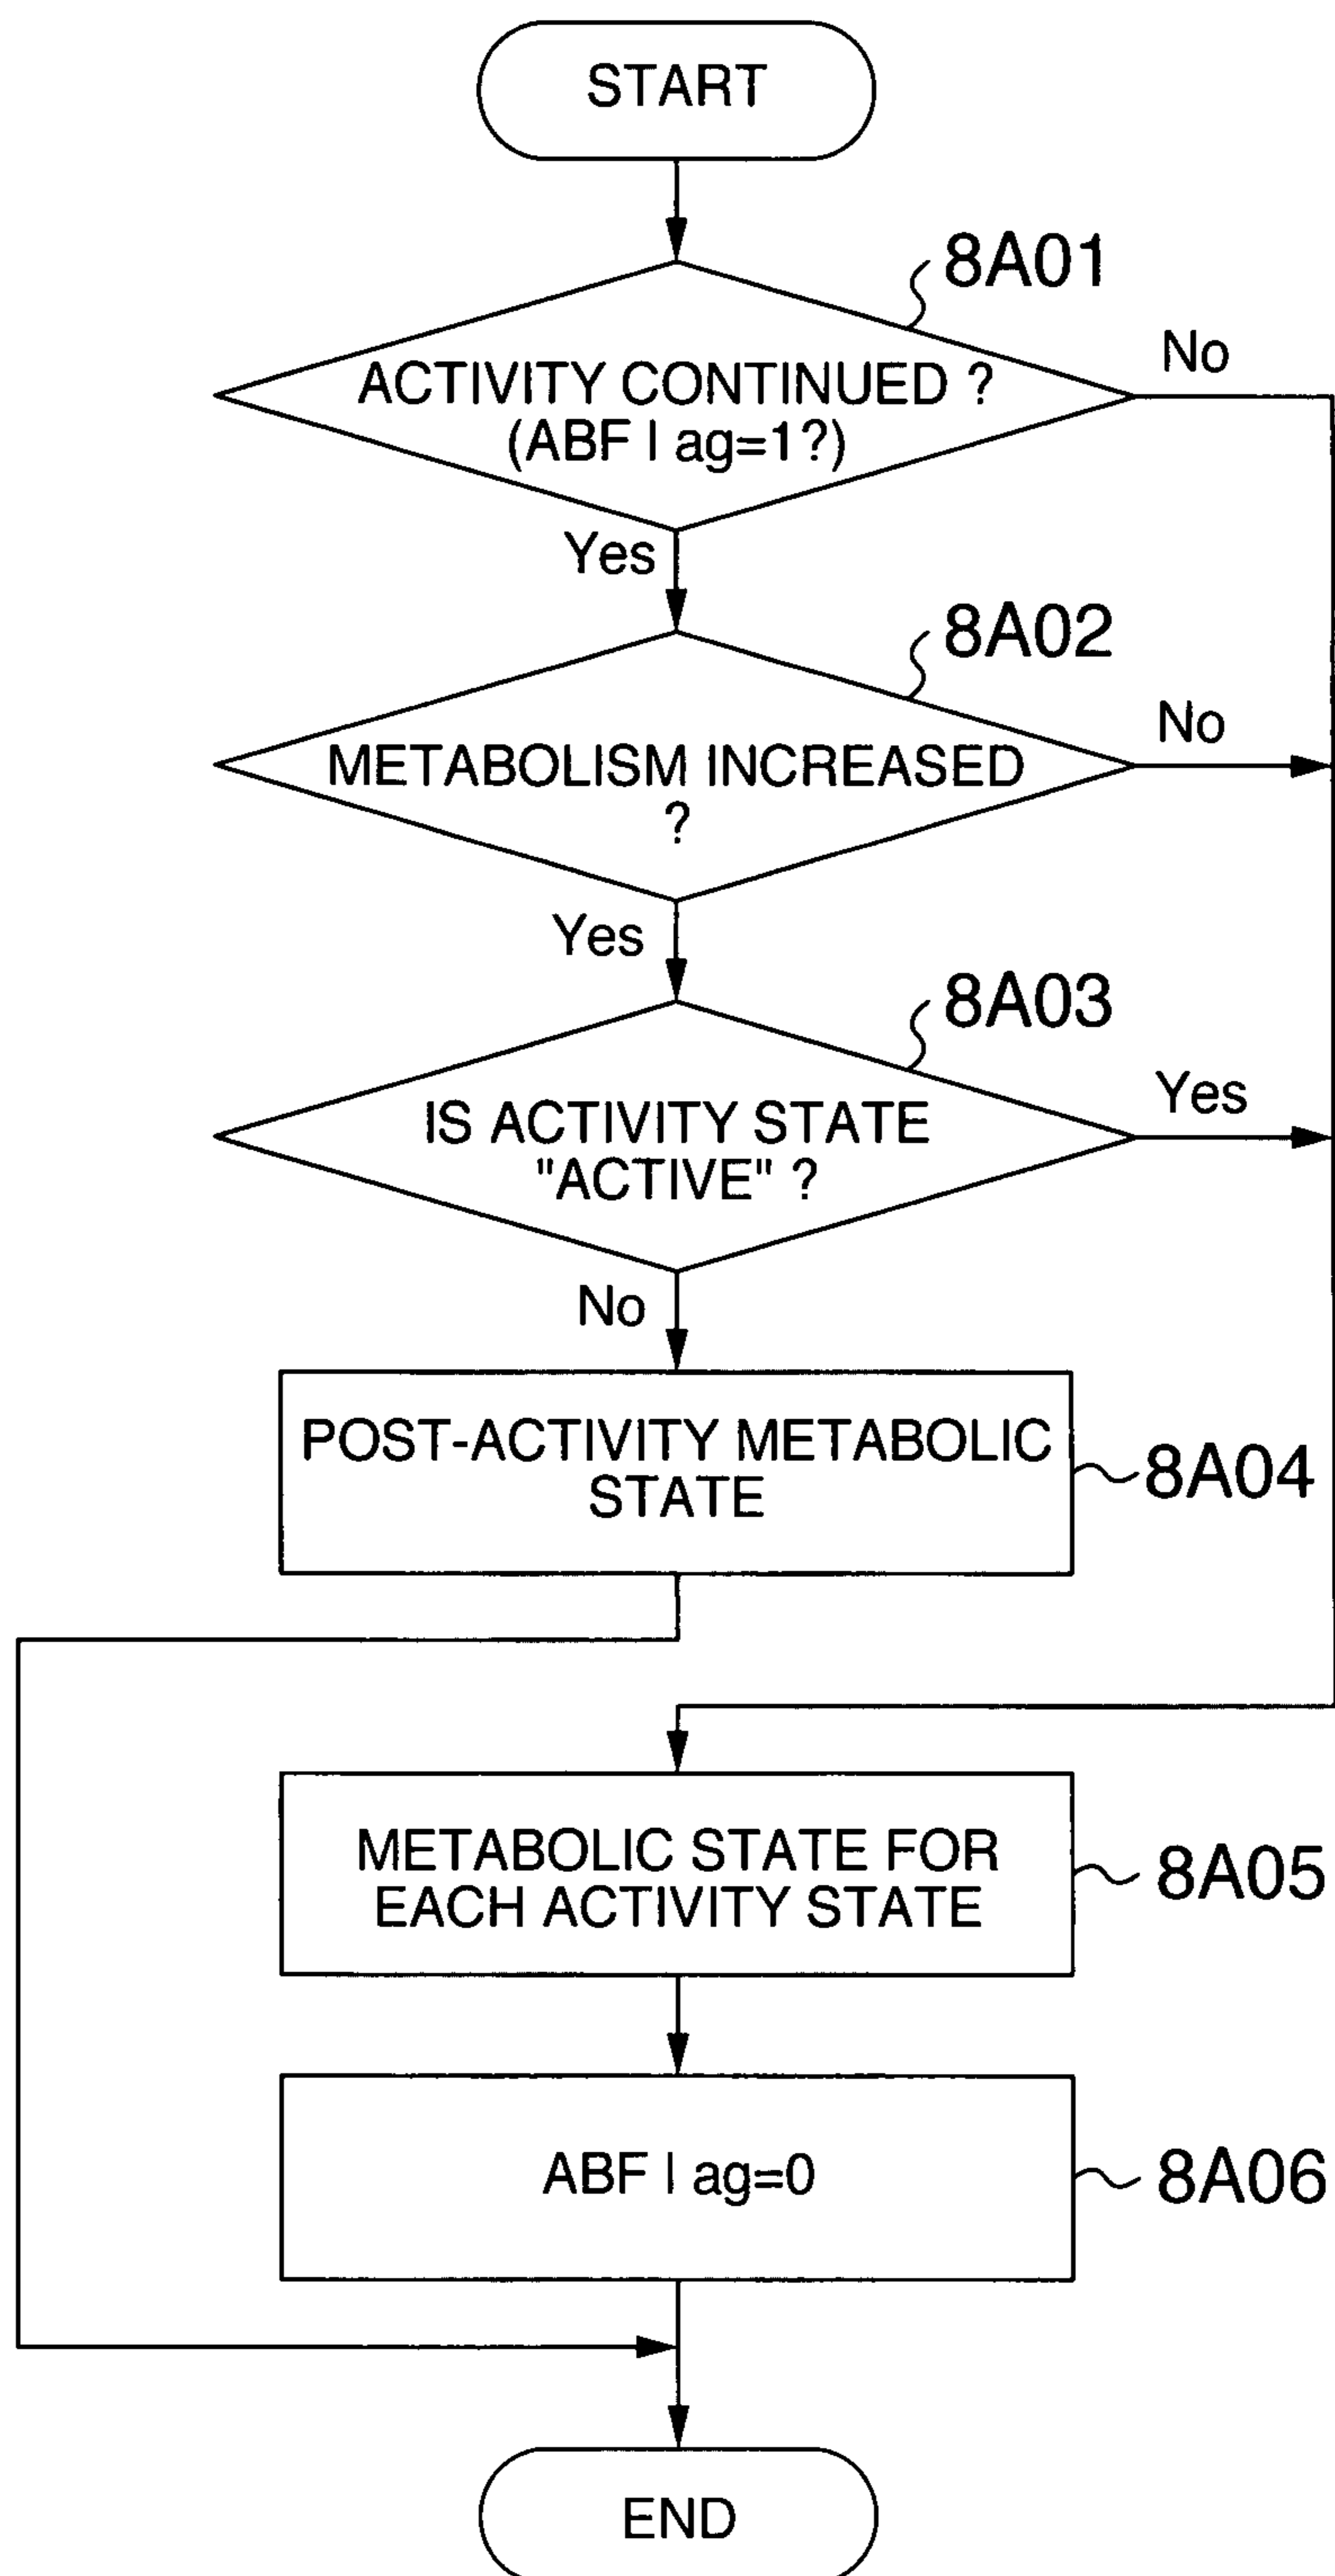 START
8A01
No
ACTIVITY CONTINUED ?
(ABF l ag=1?)
Yes
8A02
No
METABOLISM INCREASED
?
Yes
8A03
Yes
IS ACTIVITY STATE
"ACTIVE" ?
No
POST-ACTIVITY METABOLIC
STATE
8A04
METABOLIC STATE FOR
EACH ACTIVITY STATE
8A05
ABF l ag=0
8A06
END